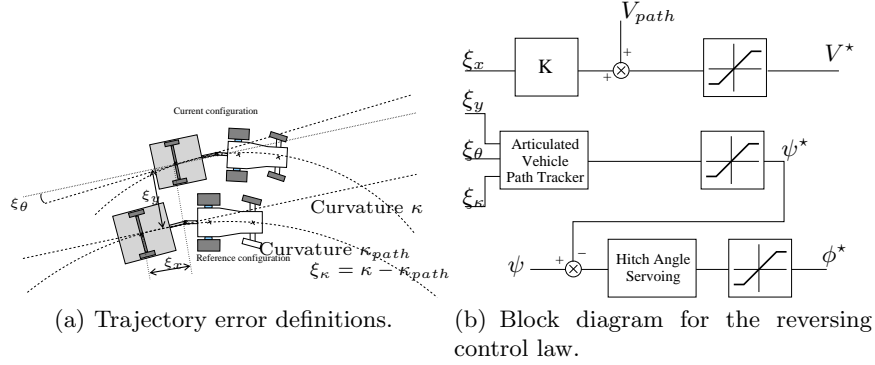 Current configuration
ξ_θ
ξ_y
Curvature κ
Curvature κ_path
Reference configuration
ξ_x
ξ_κ = κ − κ_path
(a) Trajectory error definitions.
V_path
ξ_x
K
+
+
V⋆
ξ_y
ξ_θ
ξ_κ
Articulated
Vehicle
Path Tracker
ψ⋆
ψ
+
−
Hitch Angle
Servoing
ϕ⋆
(b) Block diagram for the reversing
control law.